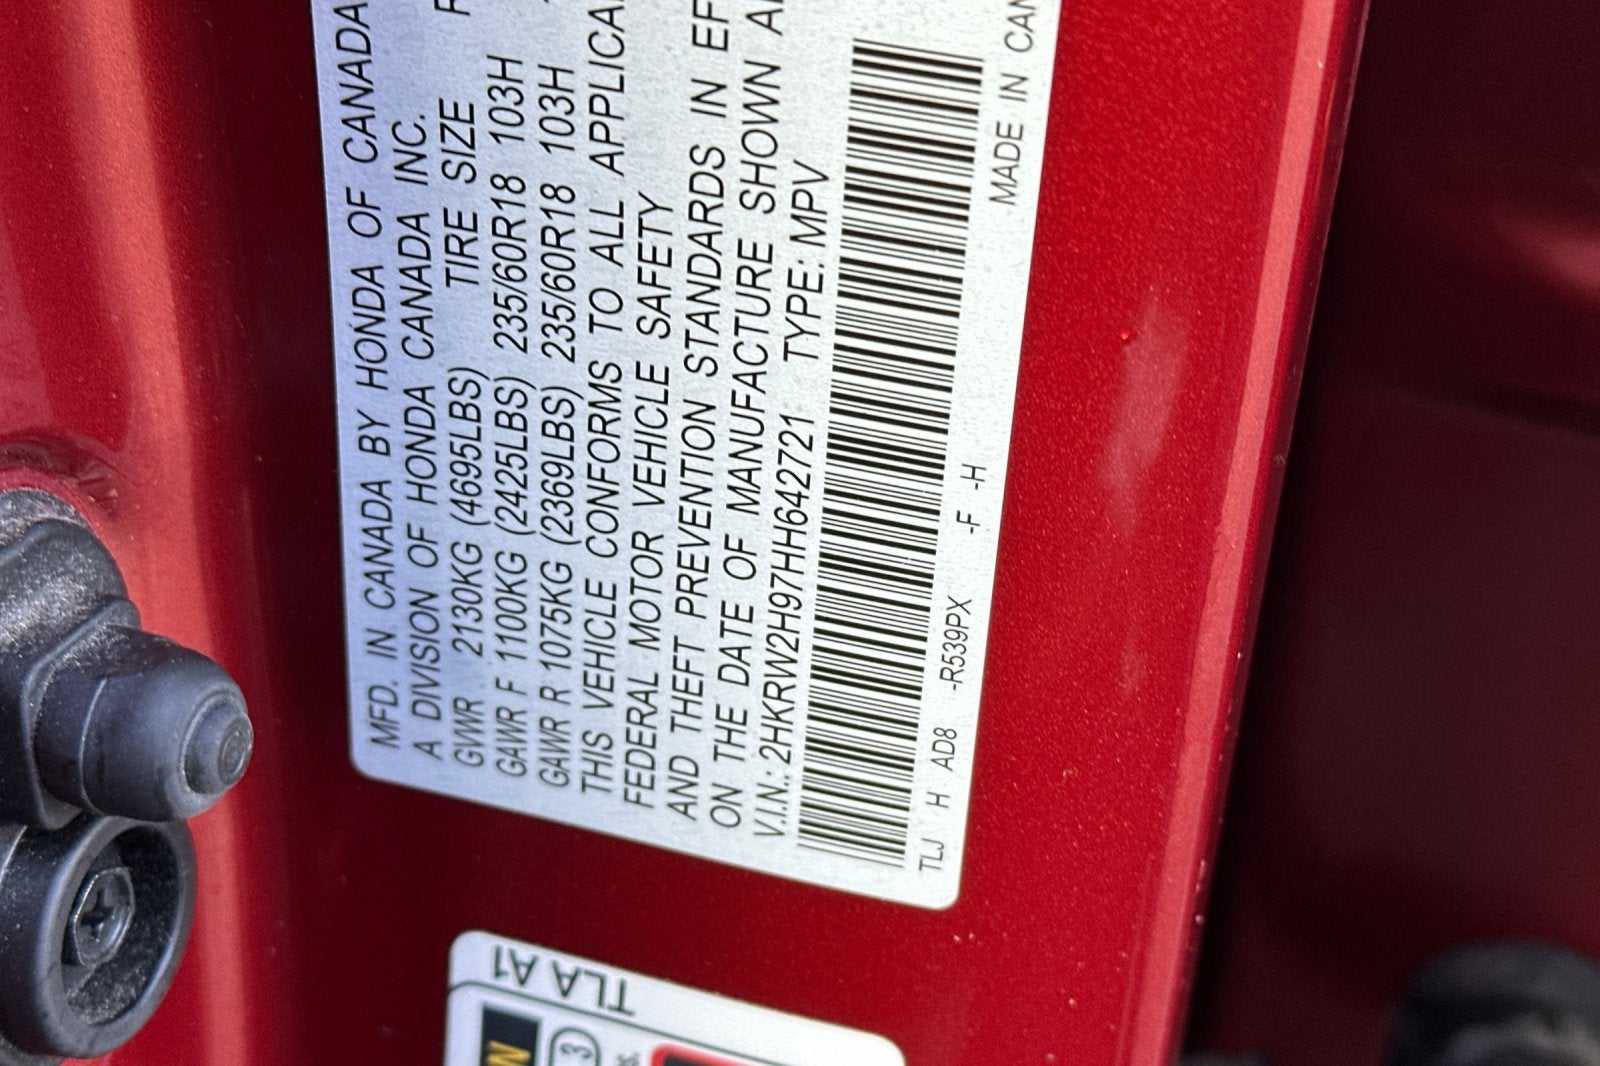 MFD. IN CANADA BY HONDA OF CANADA
A DIVISION OF HONDA CANADA INC.
GVWR 2130KG (4695LBS) TIRE SIZE R
GAWR F 1100KG (2425LBS) 235/60R18 103H
GAWR R 1075KG (2369LBS) 235/60R18 103H
THIS VEHICLE CONFORMS TO ALL APPLICA
FEDERAL MOTOR VEHICLE SAFETY
AND THEFT PREVENTION STANDARDS IN EF
ON THE DATE OF MANUFACTURE SHOWN A
V.I.N.: 2HKRW2H97HH642721 TYPE: MPV
TLJ H AD8 -R539PX -F -H MADE IN CAN
TLA A1
N
3